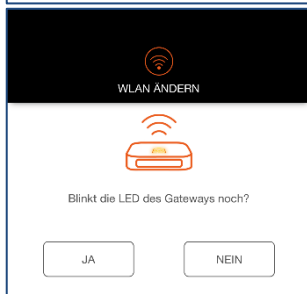 WLAN ÄNDERN
Blinkt die LED des Gateways noch?
JA
NEIN